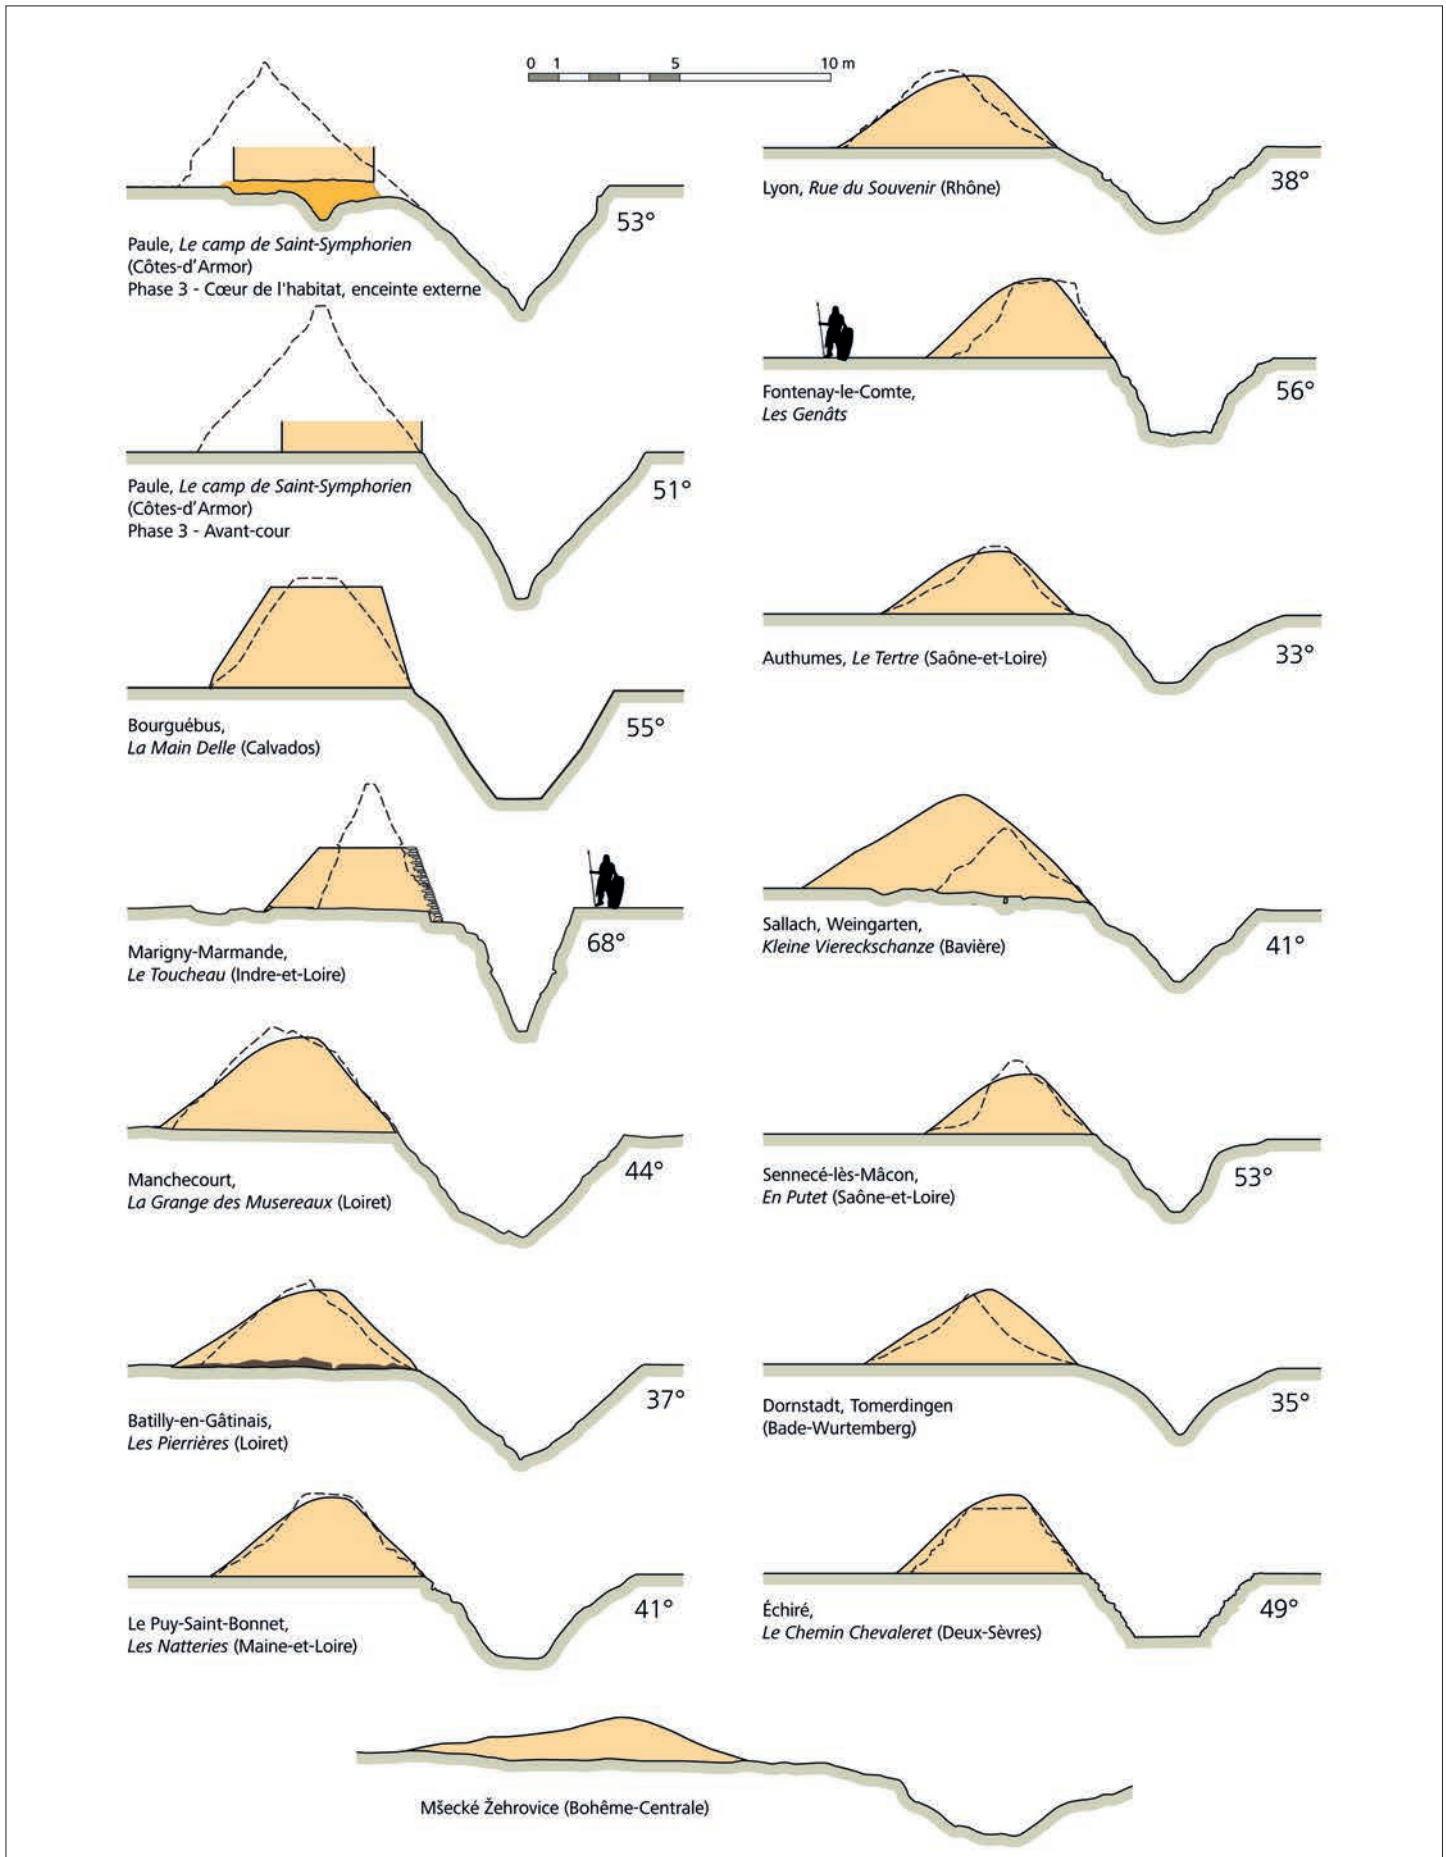 0 1 5 10 m
53°
Paule, Le camp de Saint-Symphorien
(Côtes-d'Armor)
Phase 3 - Cœur de l'habitat, enceinte externe
51°
Paule, Le camp de Saint-Symphorien
(Côtes-d'Armor)
Phase 3 - Avant-cour
55°
Bourguébus,
La Main Delle (Calvados)
68°
Marigny-Marmande,
Le Toucheau (Indre-et-Loire)
44°
Manchecourt,
La Grange des Musereaux (Loiret)
37°
Batilly-en-Gâtinais,
Les Pierrières (Loiret)
41°
Le Puy-Saint-Bonnet,
Les Natteries (Maine-et-Loire)
38°
Lyon, Rue du Souvenir (Rhône)
56°
Fontenay-le-Comte,
Les Genâts
33°
Authumes, Le Tertre (Saône-et-Loire)
41°
Sallach, Weingarten,
Kleine Viereckschanze (Bavière)
53°
Sennecé-lès-Mâcon,
En Putet (Saône-et-Loire)
35°
Dornstadt, Tomerdingen
(Bade-Wurtemberg)
49°
Échiré,
Le Chemin Chevaleret (Deux-Sèvres)
Mšecké Žehrovice (Bohême-Centrale)